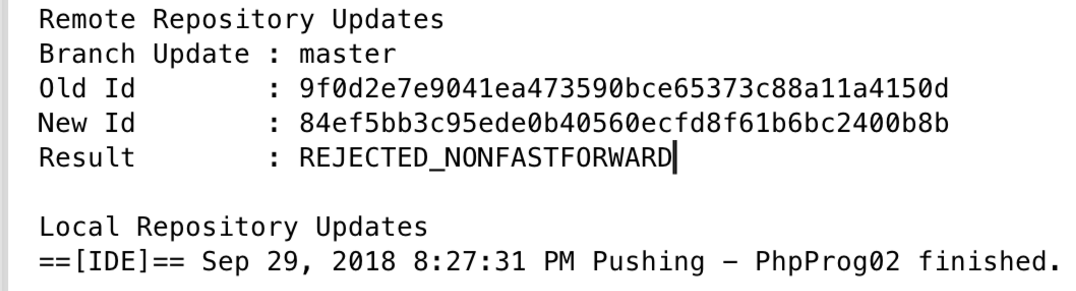 Remote Repository Updates
Branch Update : master
Old Id        : 9f0d2e7e9041ea473590bce65373c88a11a4150d
New Id        : 84ef5bb3c95ede0b40560ecfd8f61b6bc2400b8b
Result        : REJECTED_NONFASTFORWARD
Local Repository Updates
==[IDE]== Sep 29, 2018 8:27:31 PM Pushing – PhpProg02 finished.